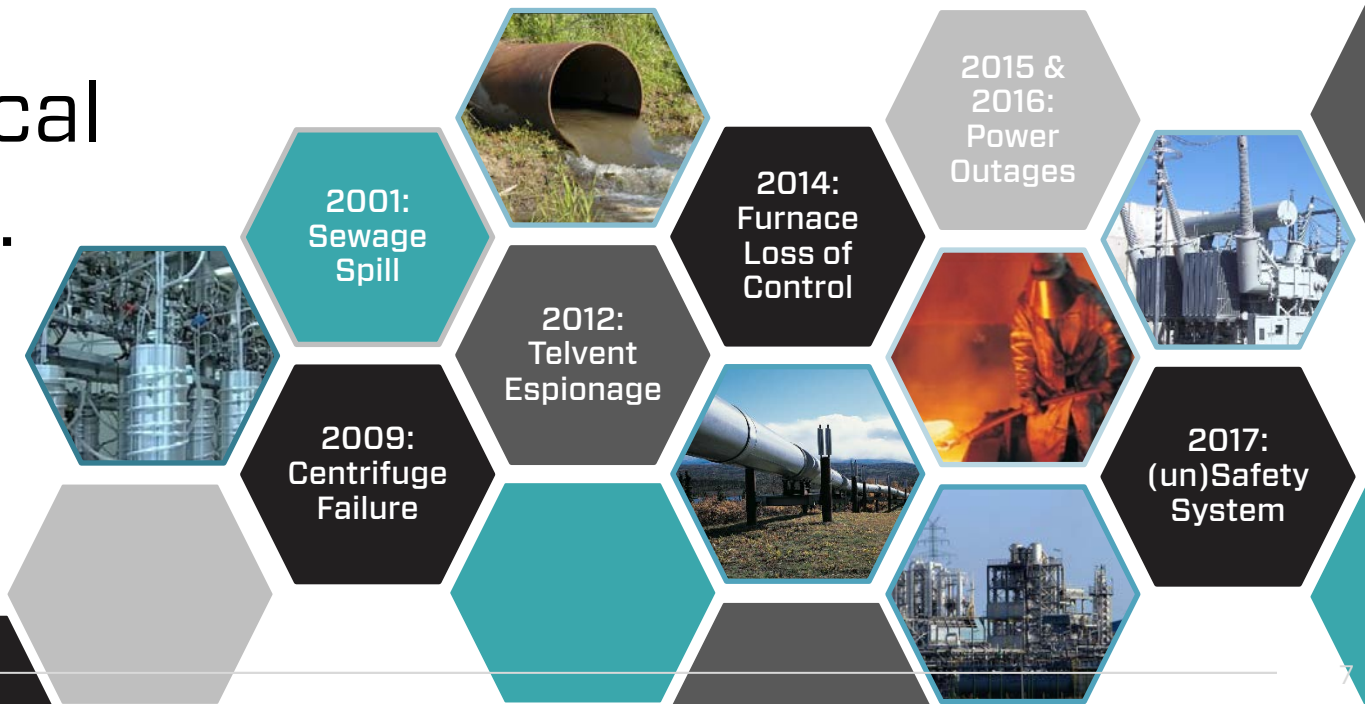 cal
.
2001:
Sewage
Spill
2009:
Centrifuge
Failure
2012:
Telvent
Espionage
2014:
Furnace
Loss of
Control
2015 &
2016:
Power
Outages
2017:
(un)Safety
System
7